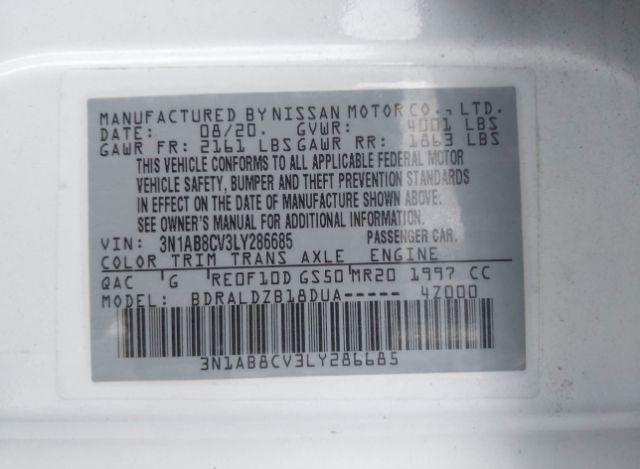 MANUFACTURED BY NISSAN MOTOR CO., LTD.
DATE: 08/20. GVWR: 4001 LBS
GAWR FR: 2161 LBS GAWR RR: 1863 LBS
THIS VEHICLE CONFORMS TO ALL APPLICABLE FEDERAL MOTOR
VEHICLE SAFETY, BUMPER AND THEFT PREVENTION STANDARDS
IN EFFECT ON THE DATE OF MANUFACTURE SHOWN ABOVE.
SEE OWNER'S MANUAL FOR ADDITIONAL INFORMATION.
VIN: 3N1AB8CV3LY286685 PASSENGER CAR.
COLOR TRIM TRANS AXLE ENGINE
QAC G RE0F10D GS50 MR20 1997 CC
MODEL: BDRALDZB18DUA----- 4Z000
3N1AB8CV3LY286685